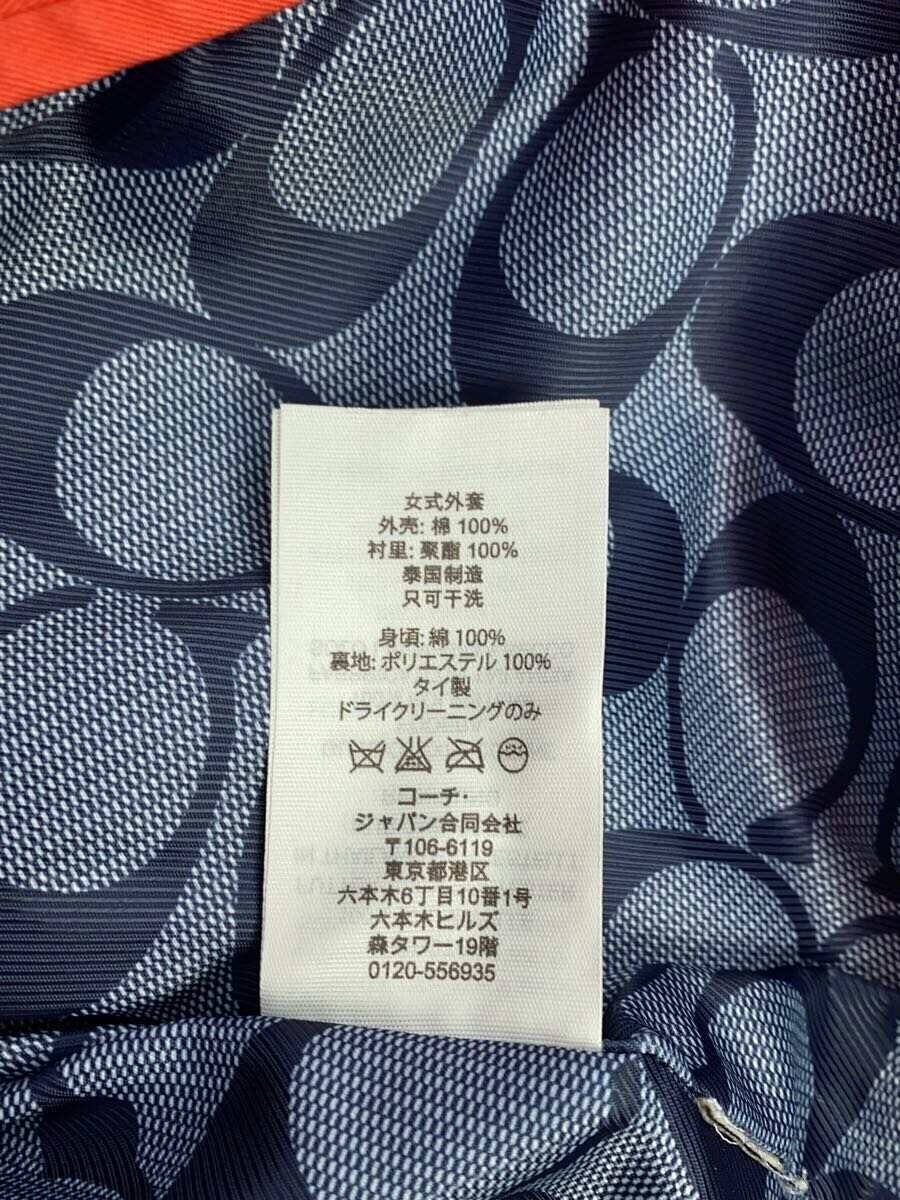 女式外套
外壳: 棉 100%
衬里: 聚酯 100%
泰国制造
只可干洗
身頃: 綿 100%
裏地: ポリエステル 100%
タイ製
ドライクリーニングのみ
コーチ・
ジャパン合同会社
〒106-6119
東京都港区
六本木6丁目10番1号
六本木ヒルズ
森タワー19階
0120-556935